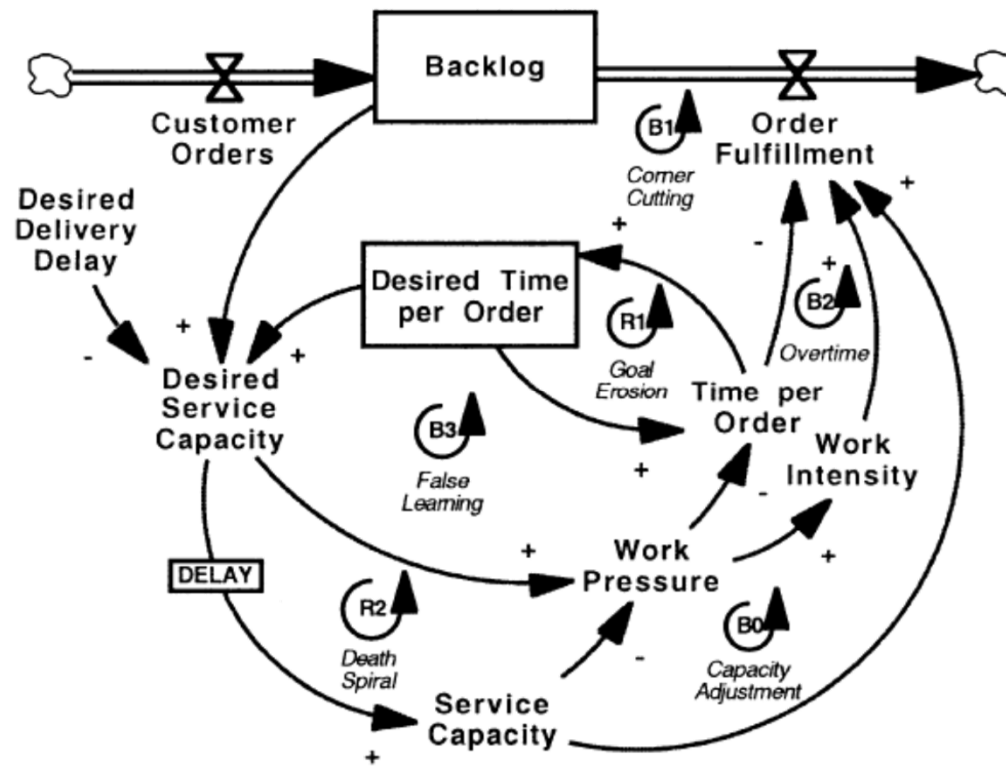 Backlog
Customer
Orders
B1
Corner
Cutting
Order
Fulfillment
+
Desired
Delivery
Delay
-
+
+
Desired Time
per Order
+
R1
Goal
Erosion
-
+
B2
Overtime
Desired
Service
Capacity
B3
False
Learning
+
Time per
Order
-
Work
Intensity
+
DELAY
+
Work
Pressure
-
R2
Death
Spiral
B0
Capacity
Adjustment
Service
Capacity
+